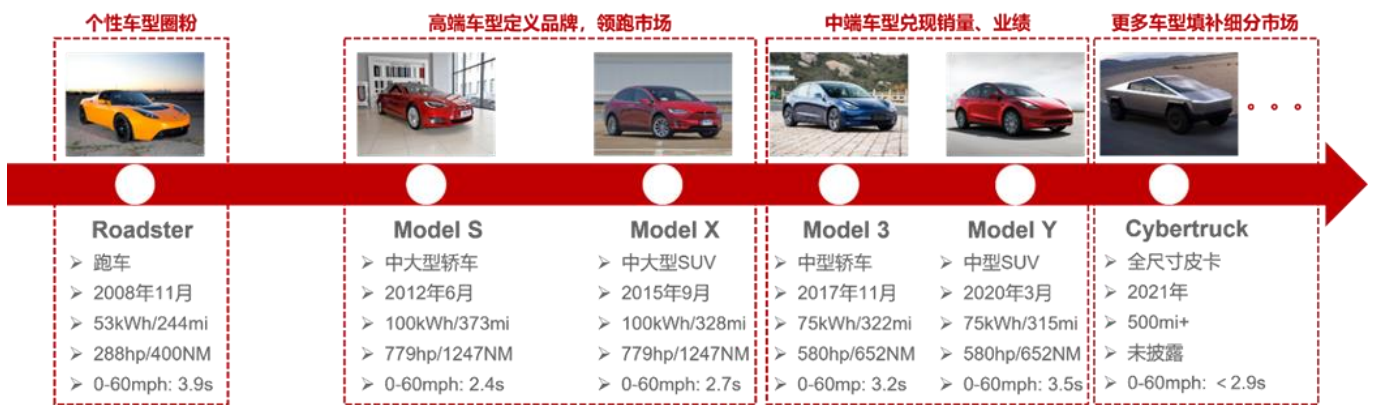 个性车型圈粉
高端车型定义品牌，领跑市场
中端车型兑现销量、业绩
更多车型填补细分市场
Roadster
➢ 跑车
➢ 2008年11月
➢ 53kWh/244mi
➢ 288hp/400NM
➢ 0-60mph: 3.9s
Model S
➢ 中大型轿车
➢ 2012年6月
➢ 100kWh/373mi
➢ 779hp/1247NM
➢ 0-60mph: 2.4s
Model X
➢ 中大型SUV
➢ 2015年9月
➢ 100kWh/328mi
➢ 779hp/1247NM
➢ 0-60mph: 2.7s
Model 3
➢ 中型轿车
➢ 2017年11月
➢ 75kWh/322mi
➢ 580hp/652NM
➢ 0-60mp: 3.2s
Model Y
➢ 中型SUV
➢ 2020年3月
➢ 75kWh/315mi
➢ 580hp/652NM
➢ 0-60mph: 3.5s
Cybertruck
➢ 全尺寸皮卡
➢ 2021年
➢ 500mi+
➢ 未披露
➢ 0-60mph: ＜2.9s